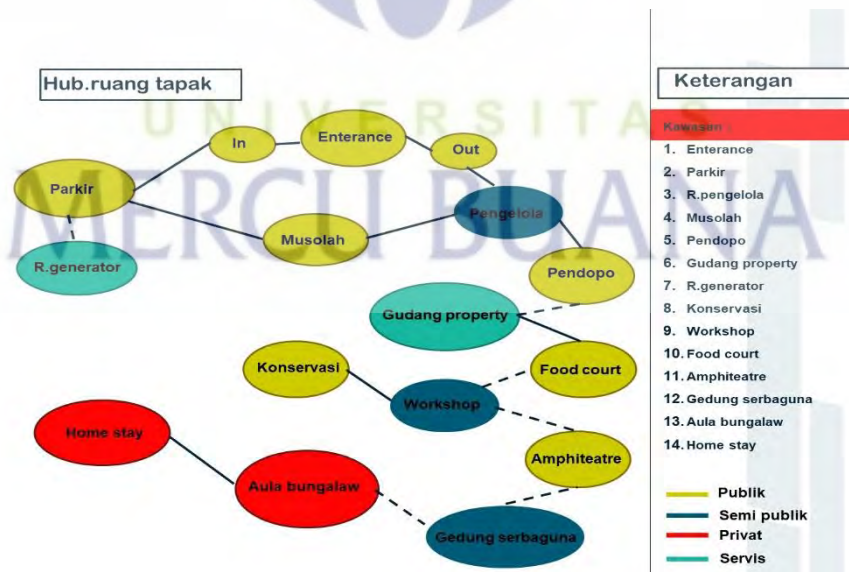 Hub.ruang tapak
Keterangan
UNIVERSITAS
MERCU BUANA
In
Enterance
Out
Parkir
Pengelola
Musolah
R.generator
Pendopo
Gudang property
Konservasi
Food court
Workshop
Home stay
Amphiteatre
Aula bungalaw
Gedung serbaguna
Kawasan :
1. Enterance
2. Parkir
3. R.pengelola
4. Musolah
5. Pendopo
6. Gudang property
7. R.generator
8. Konservasi
9. Workshop
10. Food court
11. Amphiteatre
12. Gedung serbaguna
13. Aula bungalaw
14. Home stay
Publik
Semi publik
Privat
Servis